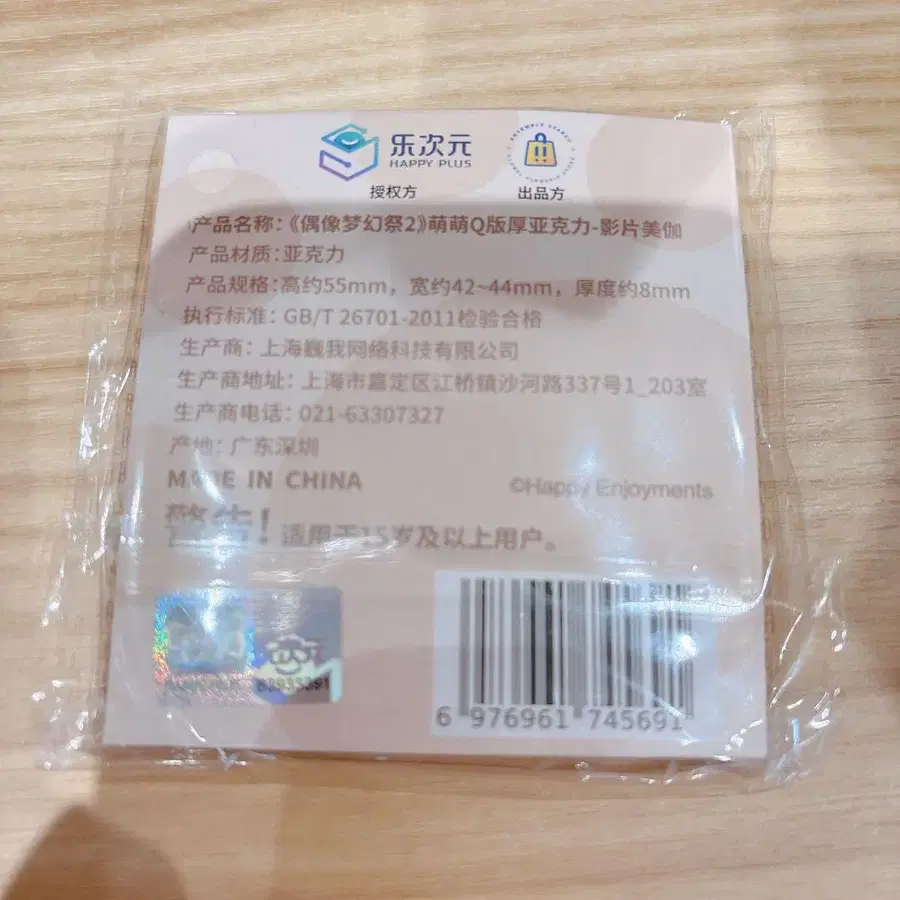 乐次元
HAPPY PLUS
授权方
出品方
产品名称：《偶像梦幻祭2》萌萌Q版厚亚克力-影片美伽
产品材质：亚克力
产品规格：高约55mm，宽约42~44mm，厚度约8mm
执行标准：GB/T 26701-2011检验合格
生产商：上海巍我网络科技有限公司
生产商地址：上海市嘉定区江桥镇沙河路337号1_203室
生产商电话：021-63307327
产地：广东深圳
MADE IN CHINA
©Happy Enjoyments
警告！适用于15岁及以上用户。
6 976961 745691